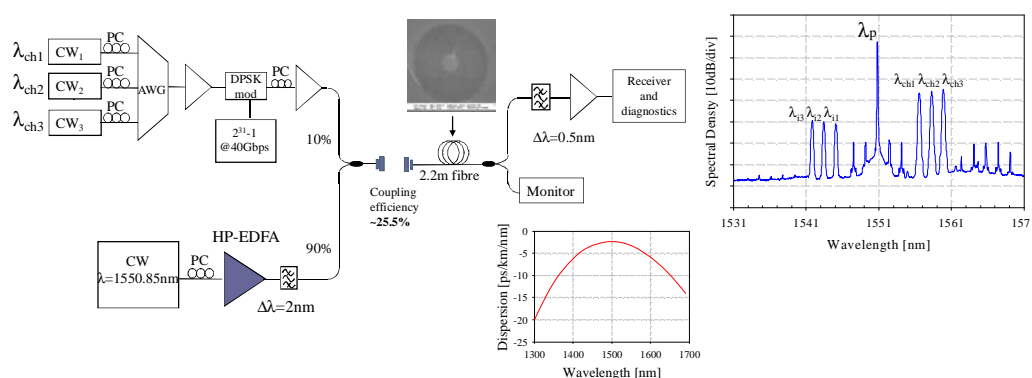 λch1
PC
CW1
λch2
PC
CW2
λch3
PC
CW3
AWG
DPSK
mod
PC
2^31-1
@40Gbps
10%
90%
CW
λ=1550.85nm
PC
HP-EDFA
Δλ=2nm
Coupling
efficiency
~25.5%
2.2m fibre
Δλ=0.5nm
Receiver
and
diagnostics
Monitor
Dispersion [ps/km/nm]
0
-5
-10
-15
-20
-25
1300
1400
1500
1600
1700
Wavelength [nm]
Spectral Density [10dB/div]
λp
λch1 λch2 λch3
λi3 λi2 λi1
1531
1541
1551
1561
157
Wavelength [nm]